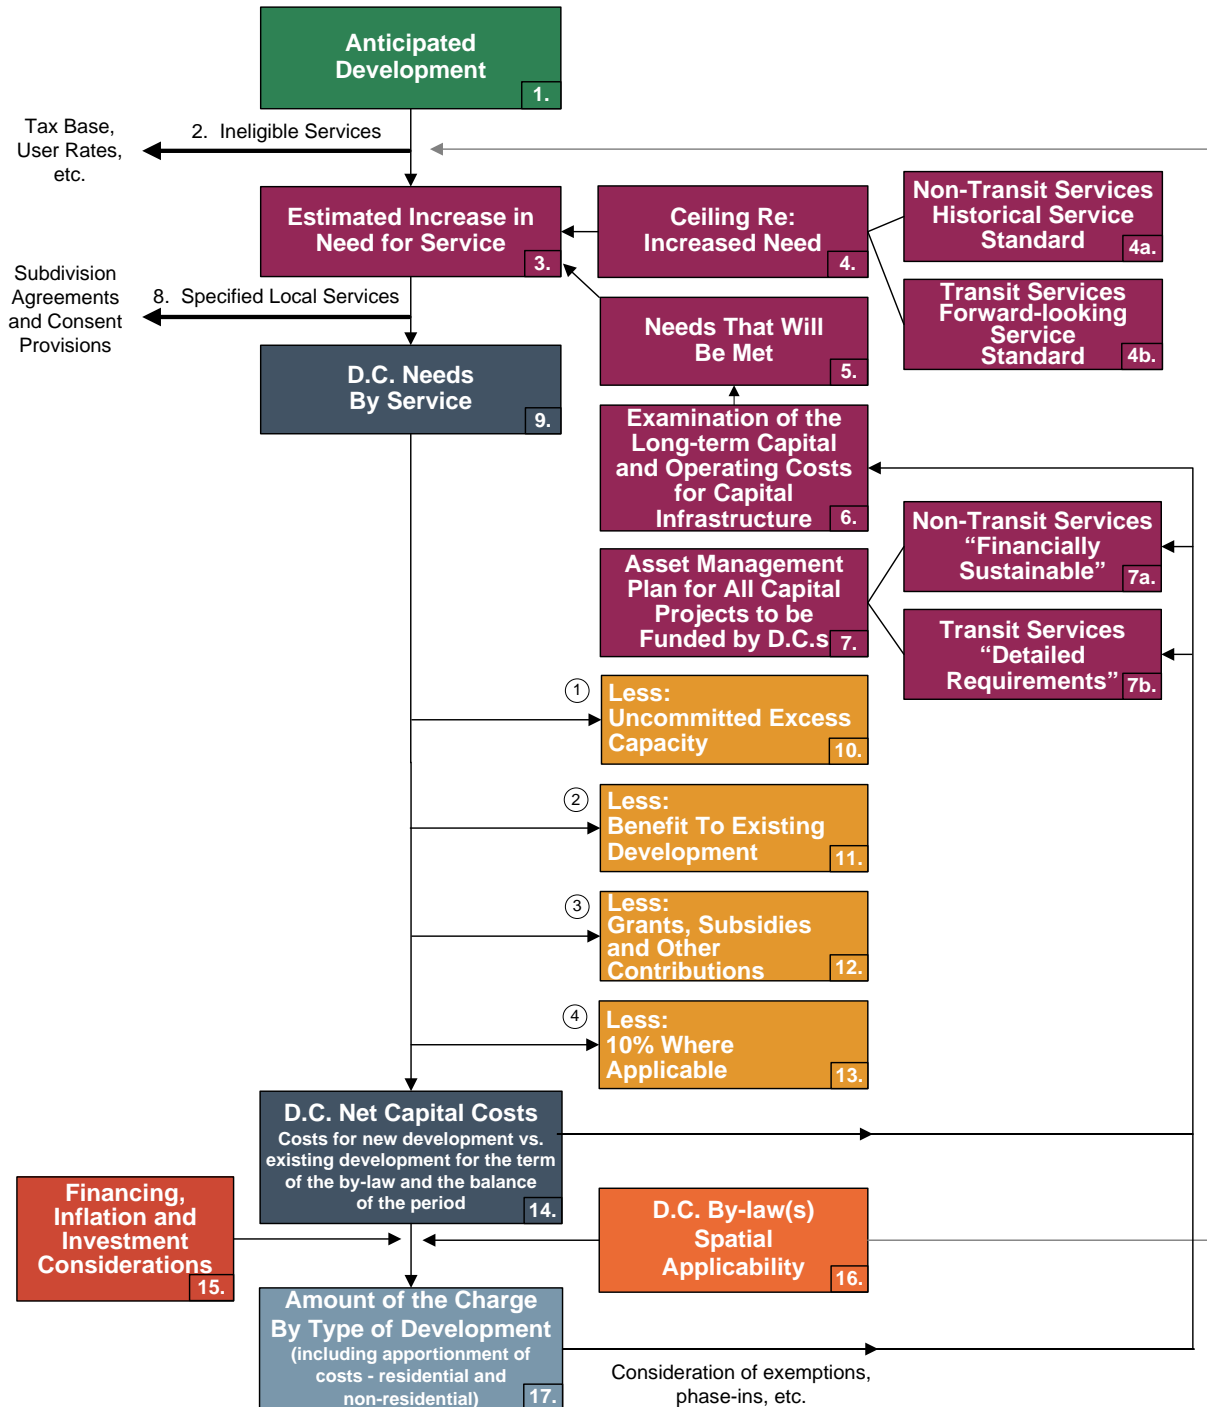 Anticipated
Development
1.
Tax Base,
User Rates,
etc.
2. Ineligible Services
Estimated Increase in
Need for Service
3.
Ceiling Re:
Increased Need
4.
Non-Transit Services
Historical Service
Standard
4a.
Transit Services
Forward-looking
Service
Standard
4b.
Subdivision
Agreements
and Consent
Provisions
8. Specified Local Services
Needs That Will
Be Met
5.
D.C. Needs
By Service
9.
Examination of the
Long-term Capital
and Operating Costs
for Capital
Infrastructure
6.
Non-Transit Services
“Financially
Sustainable”
7a.
Asset Management
Plan for All Capital
Projects to be
Funded by D.C.s
7.
Transit Services
“Detailed
Requirements”
7b.
1
Less:
Uncommitted Excess
Capacity
10.
2
Less:
Benefit To Existing
Development
11.
3
Less:
Grants, Subsidies
and Other
Contributions
12.
4
Less:
10% Where
Applicable
13.
D.C. Net Capital Costs
Costs for new development vs.
existing development for the term
of the by-law and the balance
of the period
14.
Financing,
Inflation and
Investment
Considerations
15.
D.C. By-law(s)
Spatial
Applicability
16.
Amount of the Charge
By Type of Development
(including apportionment of
costs - residential and
non-residential)
17.
Consideration of exemptions,
phase-ins, etc.